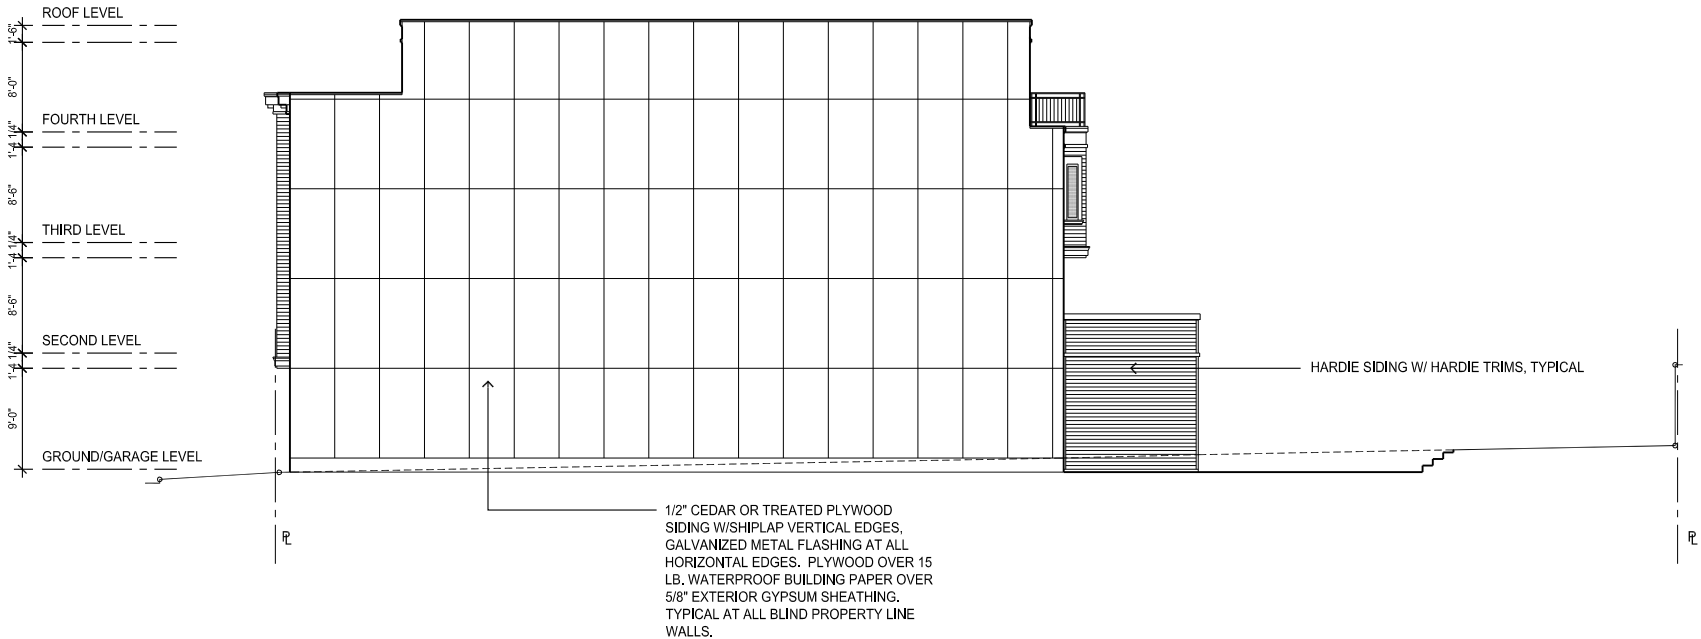 ROOF LEVEL
1'-6"
8'-0"
FOURTH LEVEL
1'-4 1/4"
8'-6"
THIRD LEVEL
1'-4 1/4"
8'-6"
SECOND LEVEL
1'-4 1/4"
9'-0"
GROUND/GARAGE LEVEL
HARDIE SIDING W/ HARDIE TRIMS, TYPICAL
1/2" CEDAR OR TREATED PLYWOOD
SIDING W/SHIPLAP VERTICAL EDGES,
GALVANIZED METAL FLASHING AT ALL
HORIZONTAL EDGES. PLYWOOD OVER 15
LB. WATERPROOF BUILDING PAPER OVER
5/8" EXTERIOR GYPSUM SHEATHING.
TYPICAL AT ALL BLIND PROPERTY LINE
WALLS.
PL
PL